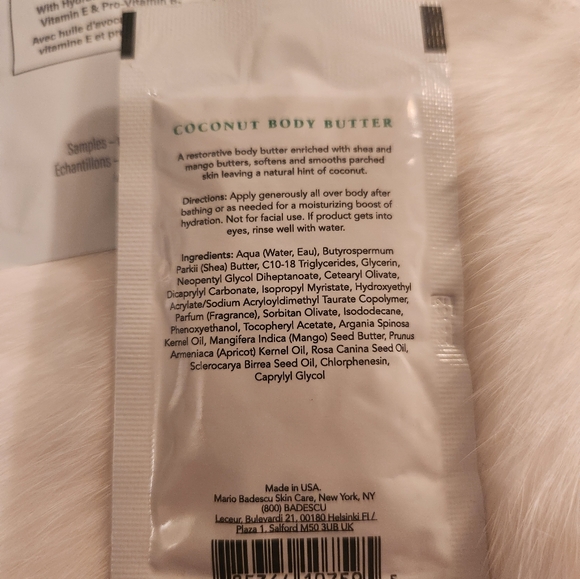 With
Vitamin E & Pro-Vitamin B
Avec huile d'avoc
vitamine E et pr
Samples
Échantillons
COCONUT BODY BUTTER
A restorative body butter enriched with shea and
mango butters, softens and smooths parched
skin leaving a natural hint of coconut.
Directions: Apply generously all over body after
bathing or as needed for a moisturizing boost of
hydration. Not for facial use. If product gets into
eyes, rinse well with water.
Ingredients: Aqua (Water, Eau), Butyrospermum
Parkii (Shea) Butter, C10-18 Triglycerides, Glycerin,
Neopentyl Glycol Diheptanoate, Cetearyl Olivate,
Dicaprylyl Carbonate, Isopropyl Myristate, Hydroxyethyl
Acrylate/Sodium Acryloyldimethyl Taurate Copolymer,
Parfum (Fragrance), Sorbitan Olivate, Isododecane,
Phenoxyethanol, Tocopheryl Acetate, Argania Spinosa
Kernel Oil, Mangifera Indica (Mango) Seed Butter, Prunus
Armeniaca (Apricot) Kernel Oil, Rosa Canina Seed Oil,
Sclerocarya Birrea Seed Oil, Chlorphenesin,
Caprylyl Glycol
Made in USA.
Mario Badescu Skin Care, New York, NY
(800) BADESCU
Leceur, Bulevardi 21, 00180 Helsinki FI /
Plaza 1, Salford M50 3UB UK